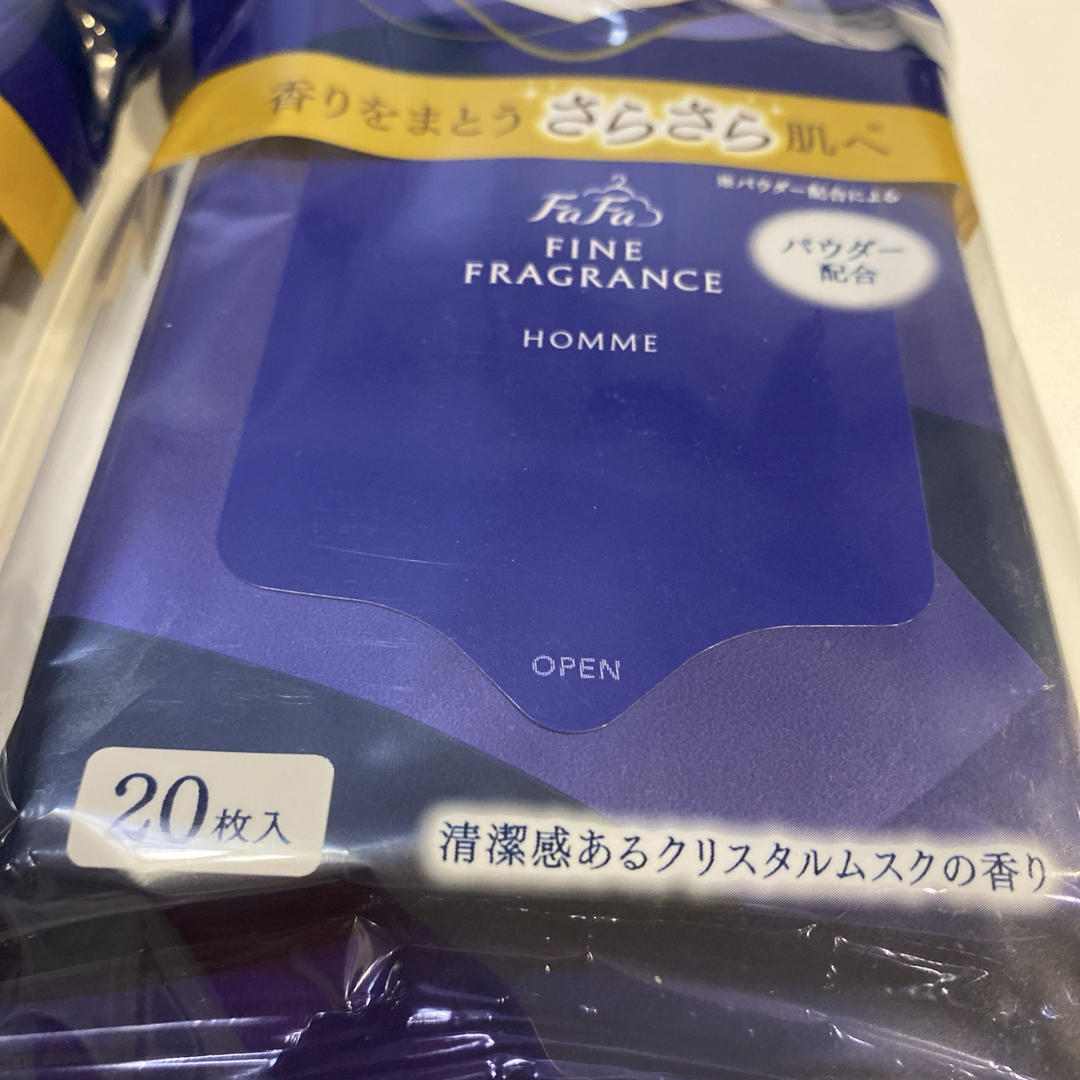 香りをまとう さらさら 肌へ※
※パウダー配合による
FaFa
FINE
FRAGRANCE
HOMME
パウダー
配合
OPEN
20枚入
清潔感あるクリスタルムスクの香り